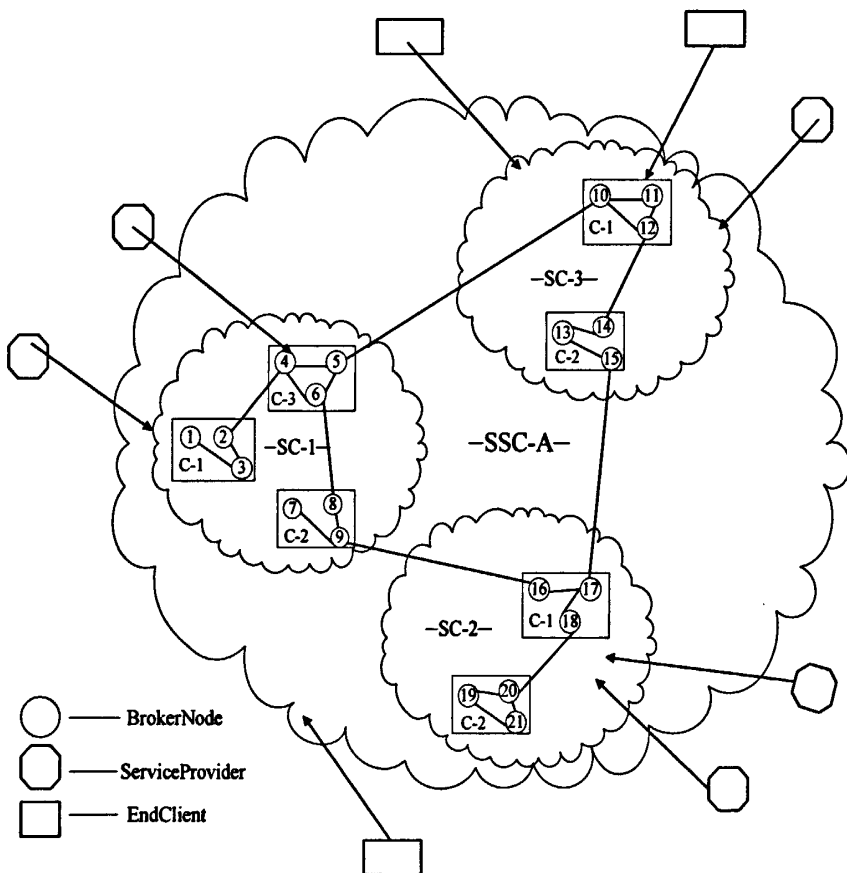 10 11
12
C-1
—SC-3—
13 14
C-2 15
4 5
6
C-3
1 2
3
C-1
—SC-1—
—SSC-A—
7 8
9
C-2
16 17
C-1 18
—SC-2—
19 20
C-2 21
BrokerNode
ServiceProvider
EndClient